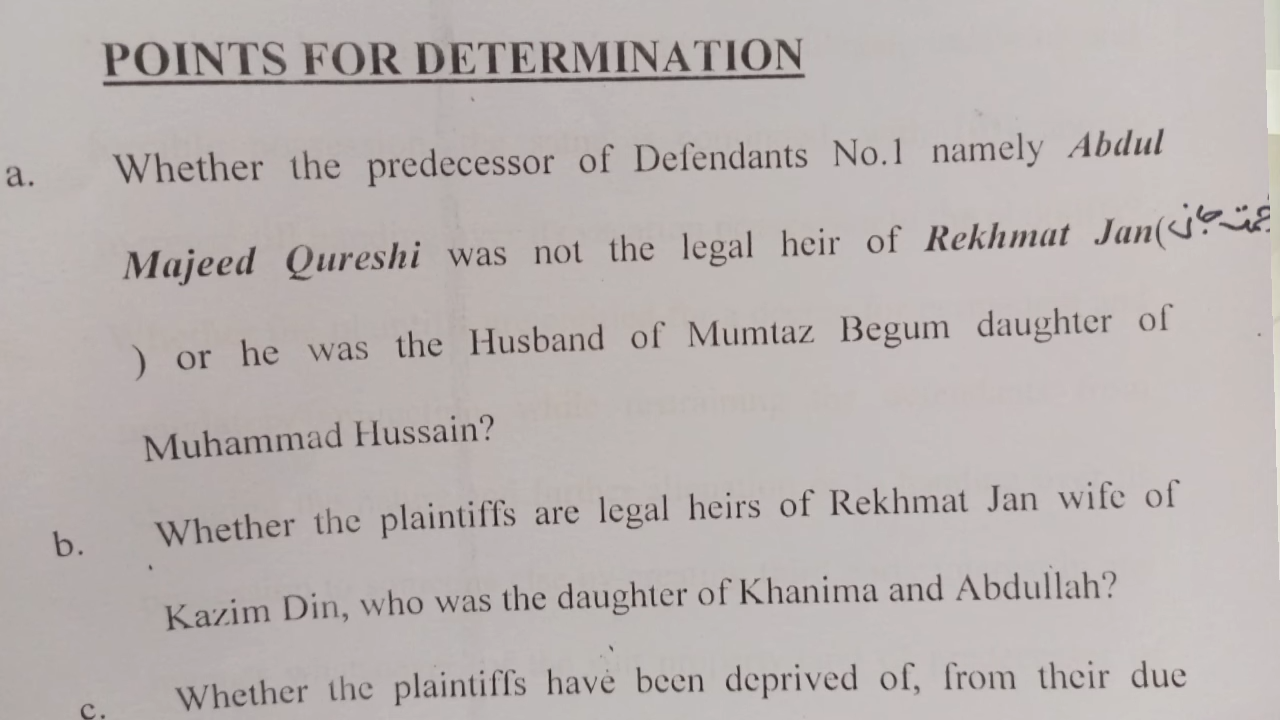 POINTS FOR DETERMINATION
a. Whether the predecessor of Defendants No.1 namely Abdul
Majeed Qureshi was not the legal heir of Rekhmat Jan(
) or he was the Husband of Mumtaz Begum daughter of
Muhammad Hussain?
b. Whether the plaintiffs are legal heirs of Rekhmat Jan wife of
Kazim Din, who was the daughter of Khanima and Abdullah?
c. Whether the plaintiffs have been deprived of, from their due